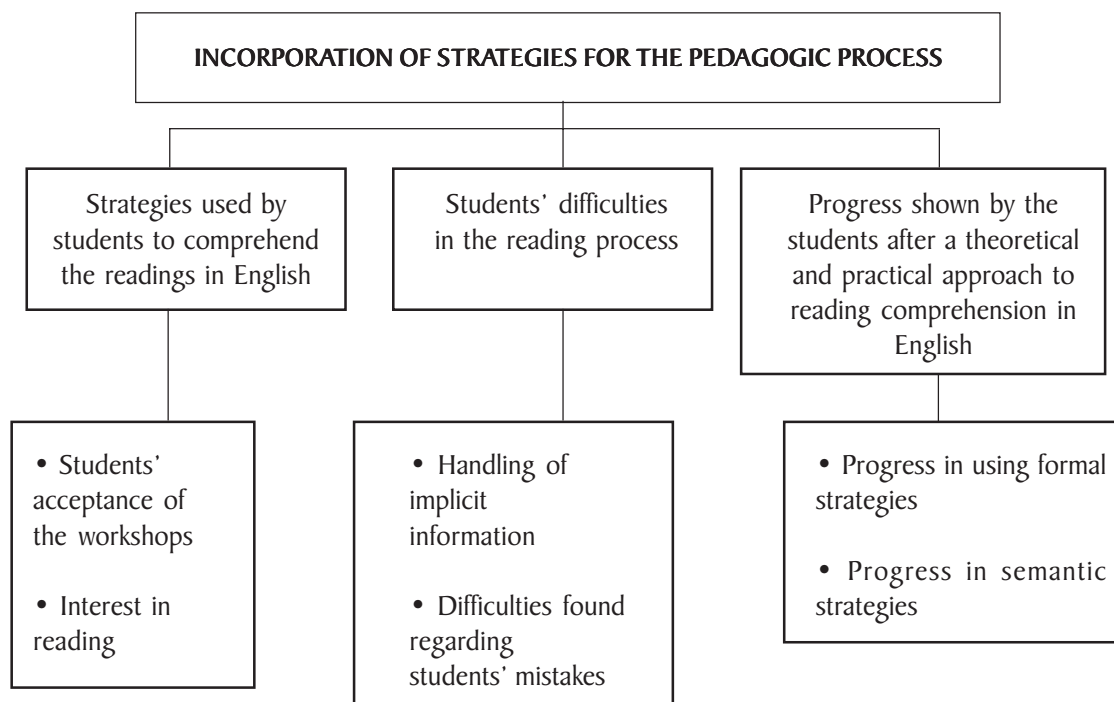 INCORPORATION OF STRATEGIES FOR THE PEDAGOGIC PROCESS
Strategies used by
students to comprehend
the readings in English
Students’ difficulties
in the reading process
Progress shown by the
students after a theoretical
and practical approach to
reading comprehension in
English
• Students’
acceptance of
the workshops
• Interest in
reading
• Handling of
implicit
information
• Difficulties found
regarding
students’ mistakes
• Progress in using formal
strategies
• Progress in semantic
strategies